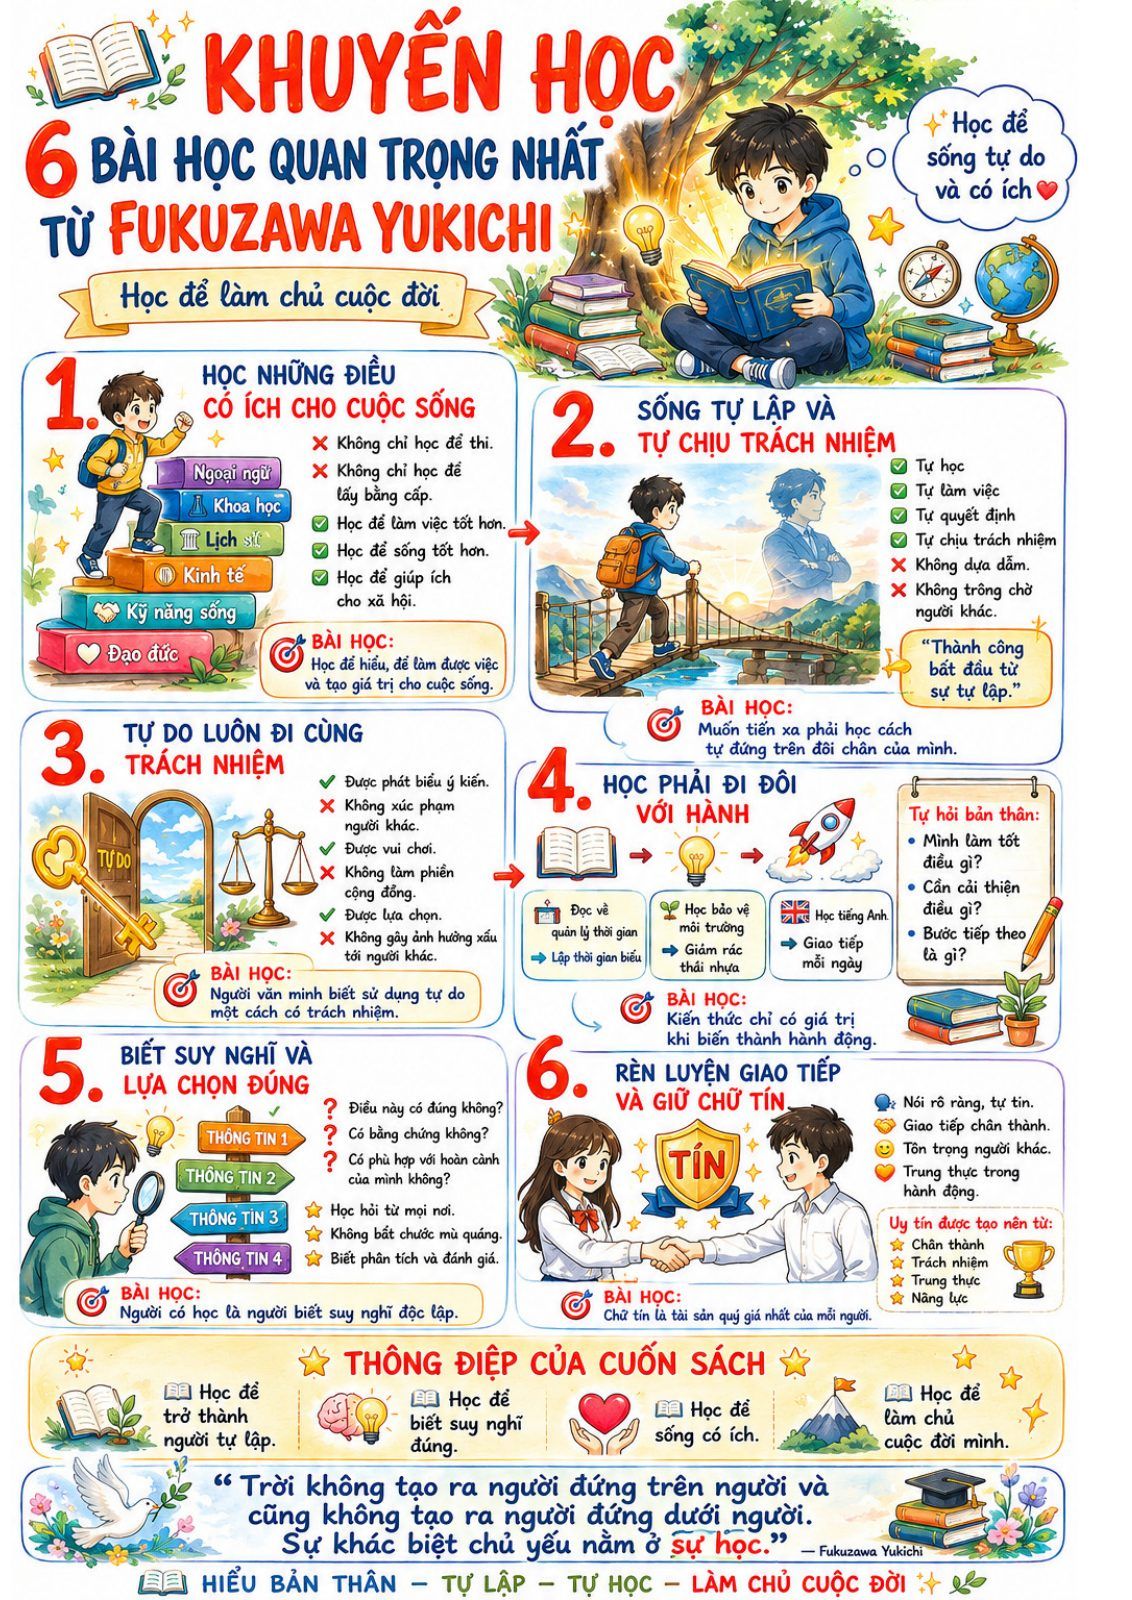 KHUYẾN HỌC
6 BÀI HỌC QUAN TRỌNG NHẤT
TỪ FUKUZAWA YUKICHI
Học để làm chủ cuộc đời
Học để
sống tự do
và có ích
1.
HỌC NHỮNG ĐIỀU
CÓ ÍCH CHO CUỘC SỐNG
Ngoại ngữ
Khoa học
Lịch sử
Kinh tế
Kỹ năng sống
Đạo đức
Không chỉ học để thi.
Không chỉ học để
lấy bằng cấp.
Học để làm việc tốt hơn.
Học để sống tốt hơn.
Học để giúp ích
cho xã hội.
BÀI HỌC:
Học để hiểu, để làm được việc
và tạo giá trị cho cuộc sống.
2.
SỐNG TỰ LẬP VÀ
TỰ CHỊU TRÁCH NHIỆM
Tự học
Tự làm việc
Tự quyết định
Tự chịu trách nhiệm
Không dựa dẫm.
Không trông chờ
người khác.
“Thành công
bắt đầu từ
sự tự lập.”
BÀI HỌC:
Muốn tiến xa phải học cách
tự đứng trên đôi chân của mình.
3.
TỰ DO LUÔN ĐI CÙNG
TRÁCH NHIỆM
TỰ DO
Được phát biểu ý kiến.
Không xúc phạm
người khác.
Được vui chơi.
Không làm phiền
cộng đồng.
Được lựa chọn.
Không gây ảnh hưởng xấu
tới người khác.
BÀI HỌC:
Người văn minh biết sử dụng tự do
một cách có trách nhiệm.
4.
HỌC PHẢI ĐI ĐÔI
VỚI HÀNH
Đọc về
quản lý thời gian
Lập thời gian biểu
Học bảo vệ
môi trường
Giảm rác
thải nhựa
Học tiếng Anh.
Giao tiếp
mỗi ngày
Tự hỏi bản thân:
• Mình làm tốt
điều gì?
• Cần cải thiện
điều gì?
• Bước tiếp theo
là gì?
BÀI HỌC:
Kiến thức chỉ có giá trị
khi biến thành hành động.
5.
BIẾT SUY NGHĨ VÀ
LỰA CHỌN ĐÚNG
THÔNG TIN 1
THÔNG TIN 2
THÔNG TIN 3
THÔNG TIN 4
Điều này có đúng không?
Có bằng chứng không?
Có phù hợp với hoàn cảnh
của mình không?
Học hỏi từ mọi nơi.
Không bắt chước mù quáng.
Biết phân tích và đánh giá.
BÀI HỌC:
Người có học là người biết suy nghĩ độc lập.
6.
RÈN LUYỆN GIAO TIẾP
VÀ GIỮ CHỮ TÍN
TÍN
Nói rõ ràng, tự tin.
Giao tiếp chân thành.
Tôn trọng người khác.
Trung thực trong
hành động.
Uy tín được tạo nên từ:
Chân thành
Trách nhiệm
Trung thực
Năng lực
BÀI HỌC:
Chữ tín là tài sản quý giá nhất của mỗi người.
THÔNG ĐIỆP CỦA CUỐN SÁCH
Học để
trở thành
người tự lập.
Học để
biết suy nghĩ
đúng.
Học để
sống có ích.
Học để
làm chủ
cuộc đời mình.
“Trời không tạo ra người đứng trên người và
cũng không tạo ra người đứng dưới người.
Sự khác biệt chủ yếu nằm ở sự học.”
— Fukuzawa Yukichi
HIỂU BẢN THÂN – TỰ LẬP – TỰ HỌC – LÀM CHỦ CUỘC ĐỜI